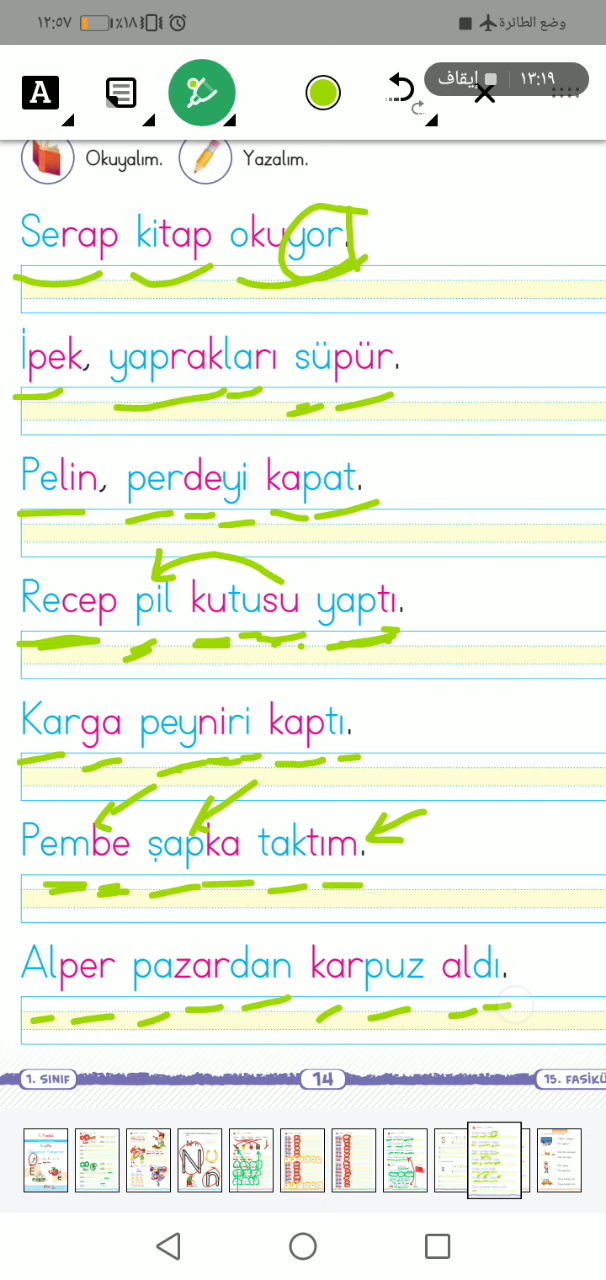 ١٢:٥٧ ٪١٨ وضع الطائرة
A إيقاف ١٣:١٩
Okuyalım. Yazalım.
Serap kitap okuyor.
İpek, yaprakları süpür.
Pelin, perdeyi kapat.
Recep pil kutusu yaptı.
Karga peyniri kaptı.
Pembe şapka taktım.
Alper pazardan karpuz aldı.
1. SINIF 14 15. FASİKÜ